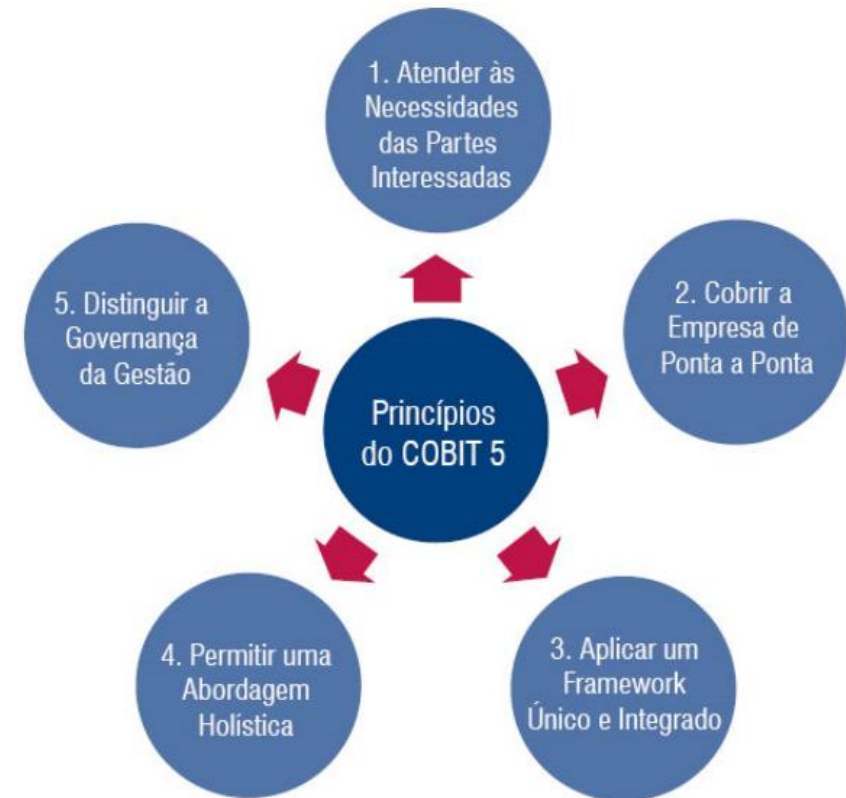 1. Atender às
Necessidades
das Partes
Interessadas
2. Cobrir a
Empresa de
Ponta a Ponta
3. Aplicar um
Framework
Único e Integrado
4. Permitir uma
Abordagem
Holística
5. Distinguir a
Governança
da Gestão
Princípios
do COBIT 5